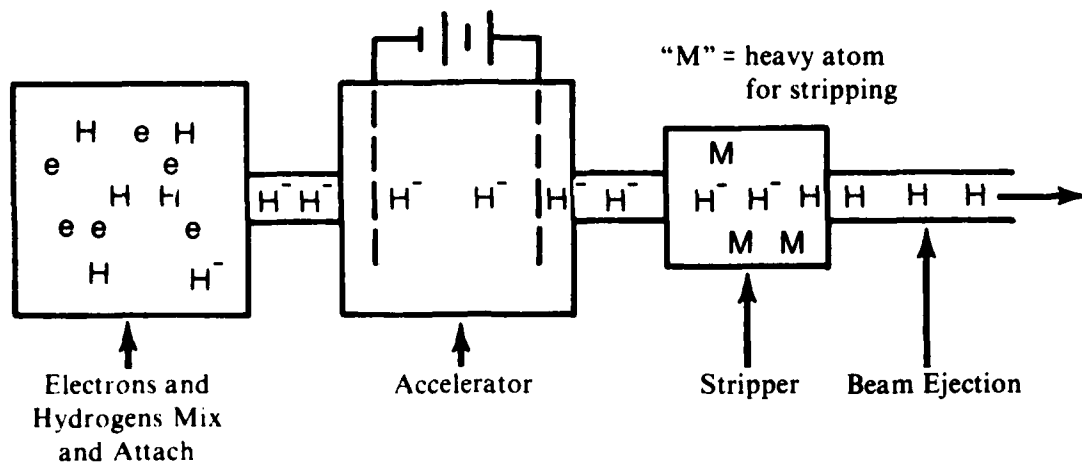 “M” = heavy atom
for stripping
H e H
e e
H H
e e e
H H⁻
H⁻ H⁻
H⁻ H⁻ H⁻ H⁻
M
H⁻ H⁻ H H H H
M M
Electrons and
Hydrogens Mix
and Attach
Accelerator
Stripper
Beam Ejection